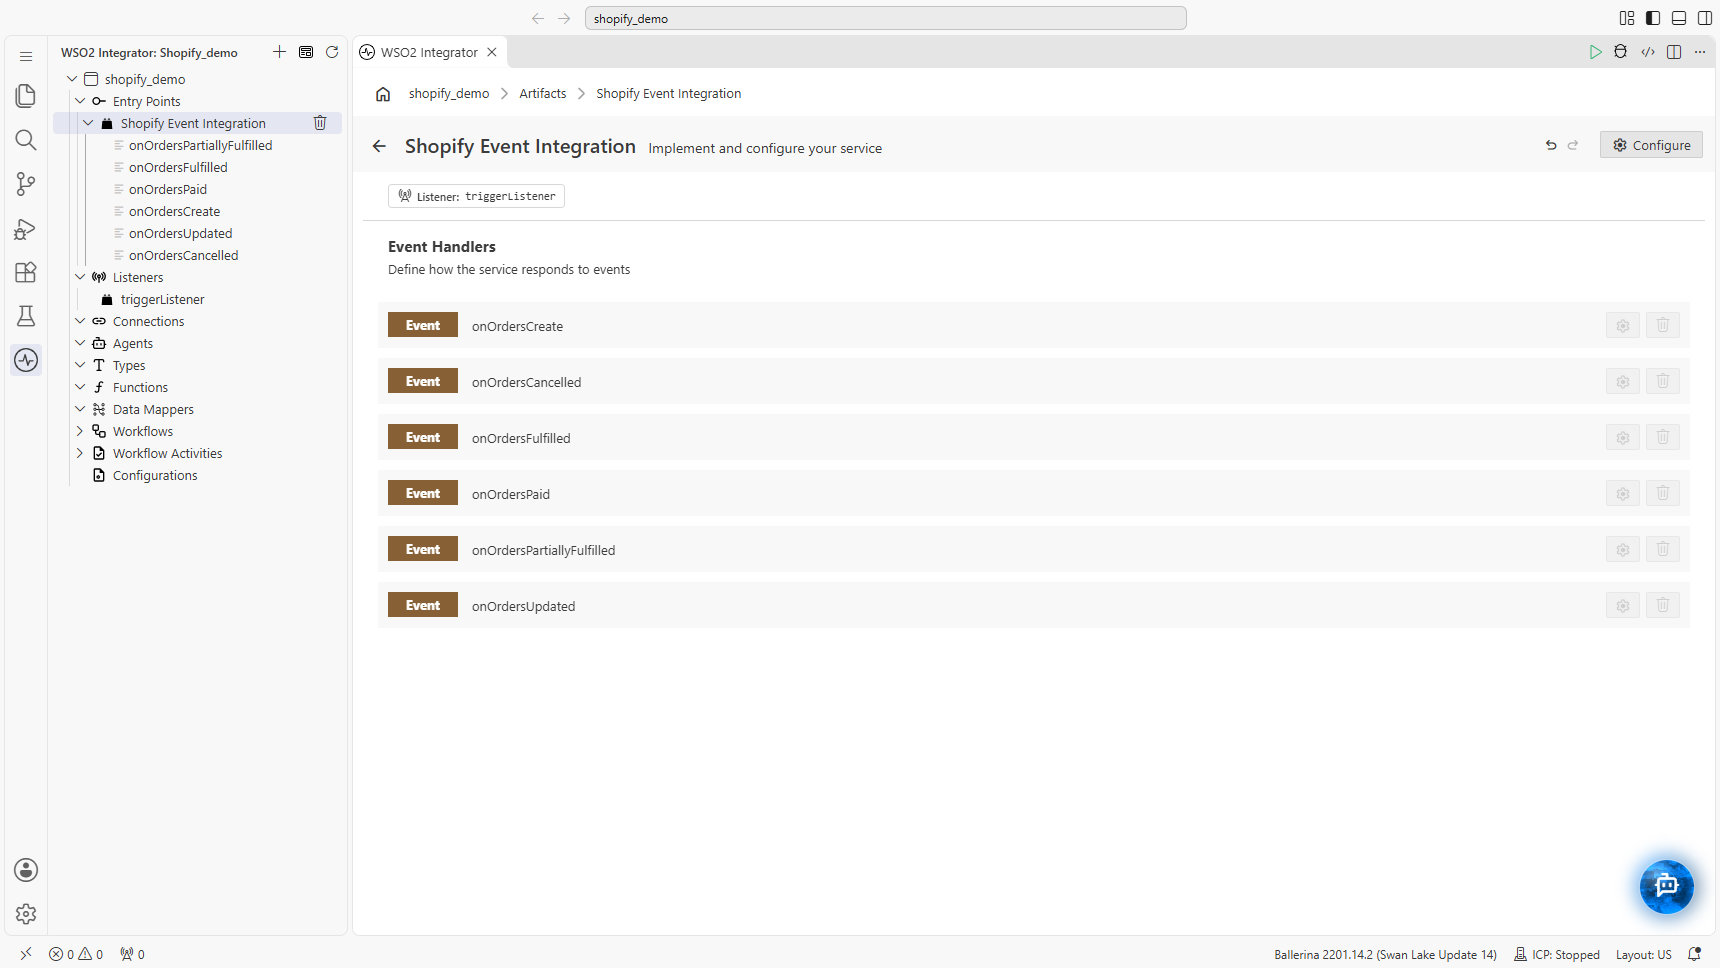 shopify_demo
WSO2 Integrator: Shopify_demo
shopify_demo
Entry Points
Shopify Event Integration
onOrdersPartiallyFulfilled
onOrdersFulfilled
onOrdersPaid
onOrdersCreate
onOrdersUpdated
onOrdersCancelled
Listeners
triggerListener
Connections
Agents
Types
Functions
Data Mappers
Workflows
Workflow Activities
Configurations
WSO2 Integrator
shopify_demo Artifacts Shopify Event Integration
Shopify Event Integration Implement and configure your service
Configure
Listener: triggerListener
Event Handlers
Define how the service responds to events
Event onOrdersCreate
Event onOrdersCancelled
Event onOrdersFulfilled
Event onOrdersPaid
Event onOrdersPartiallyFulfilled
Event onOrdersUpdated
0 0 0
Ballerina 2201.14.2 (Swan Lake Update 14) ICP: Stopped Layout: US